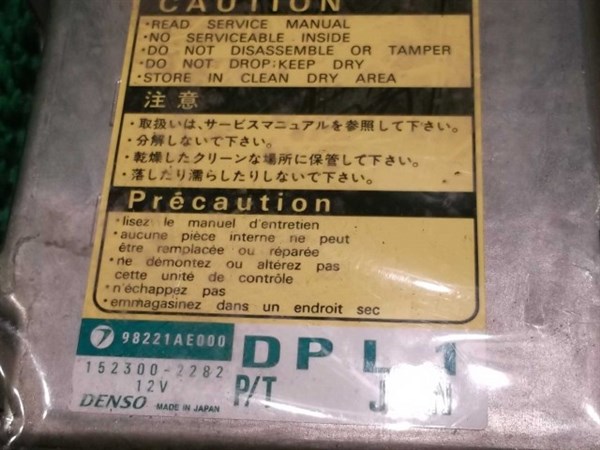 CAUTION
·READ SERVICE MANUAL
·NO SERVICEABLE INSIDE
·DO NOT DISASSEMBLE OR TAMPER
·DO NOT DROP;KEEP DRY
·STORE IN CLEAN DRY AREA
注意
・取扱いは、サービスマニュアルを参照して下さい。
・分解しないで下さい。
・乾燥したクリーンな場所に保管して下さい。
・落したり濡らしたりしないで下さい。
Précaution
·lisez le manuel d'entretien
·aucune pièce interne ne peut
être remplacée ou réparée
·ne démontez ou altérez pas
cette unité de contrôle
·n'échappez pas
·emmagasinez dans un endroit sec
98221AE000 DPL1
152300-2282
12V P/T
DENSO MADE IN JAPAN